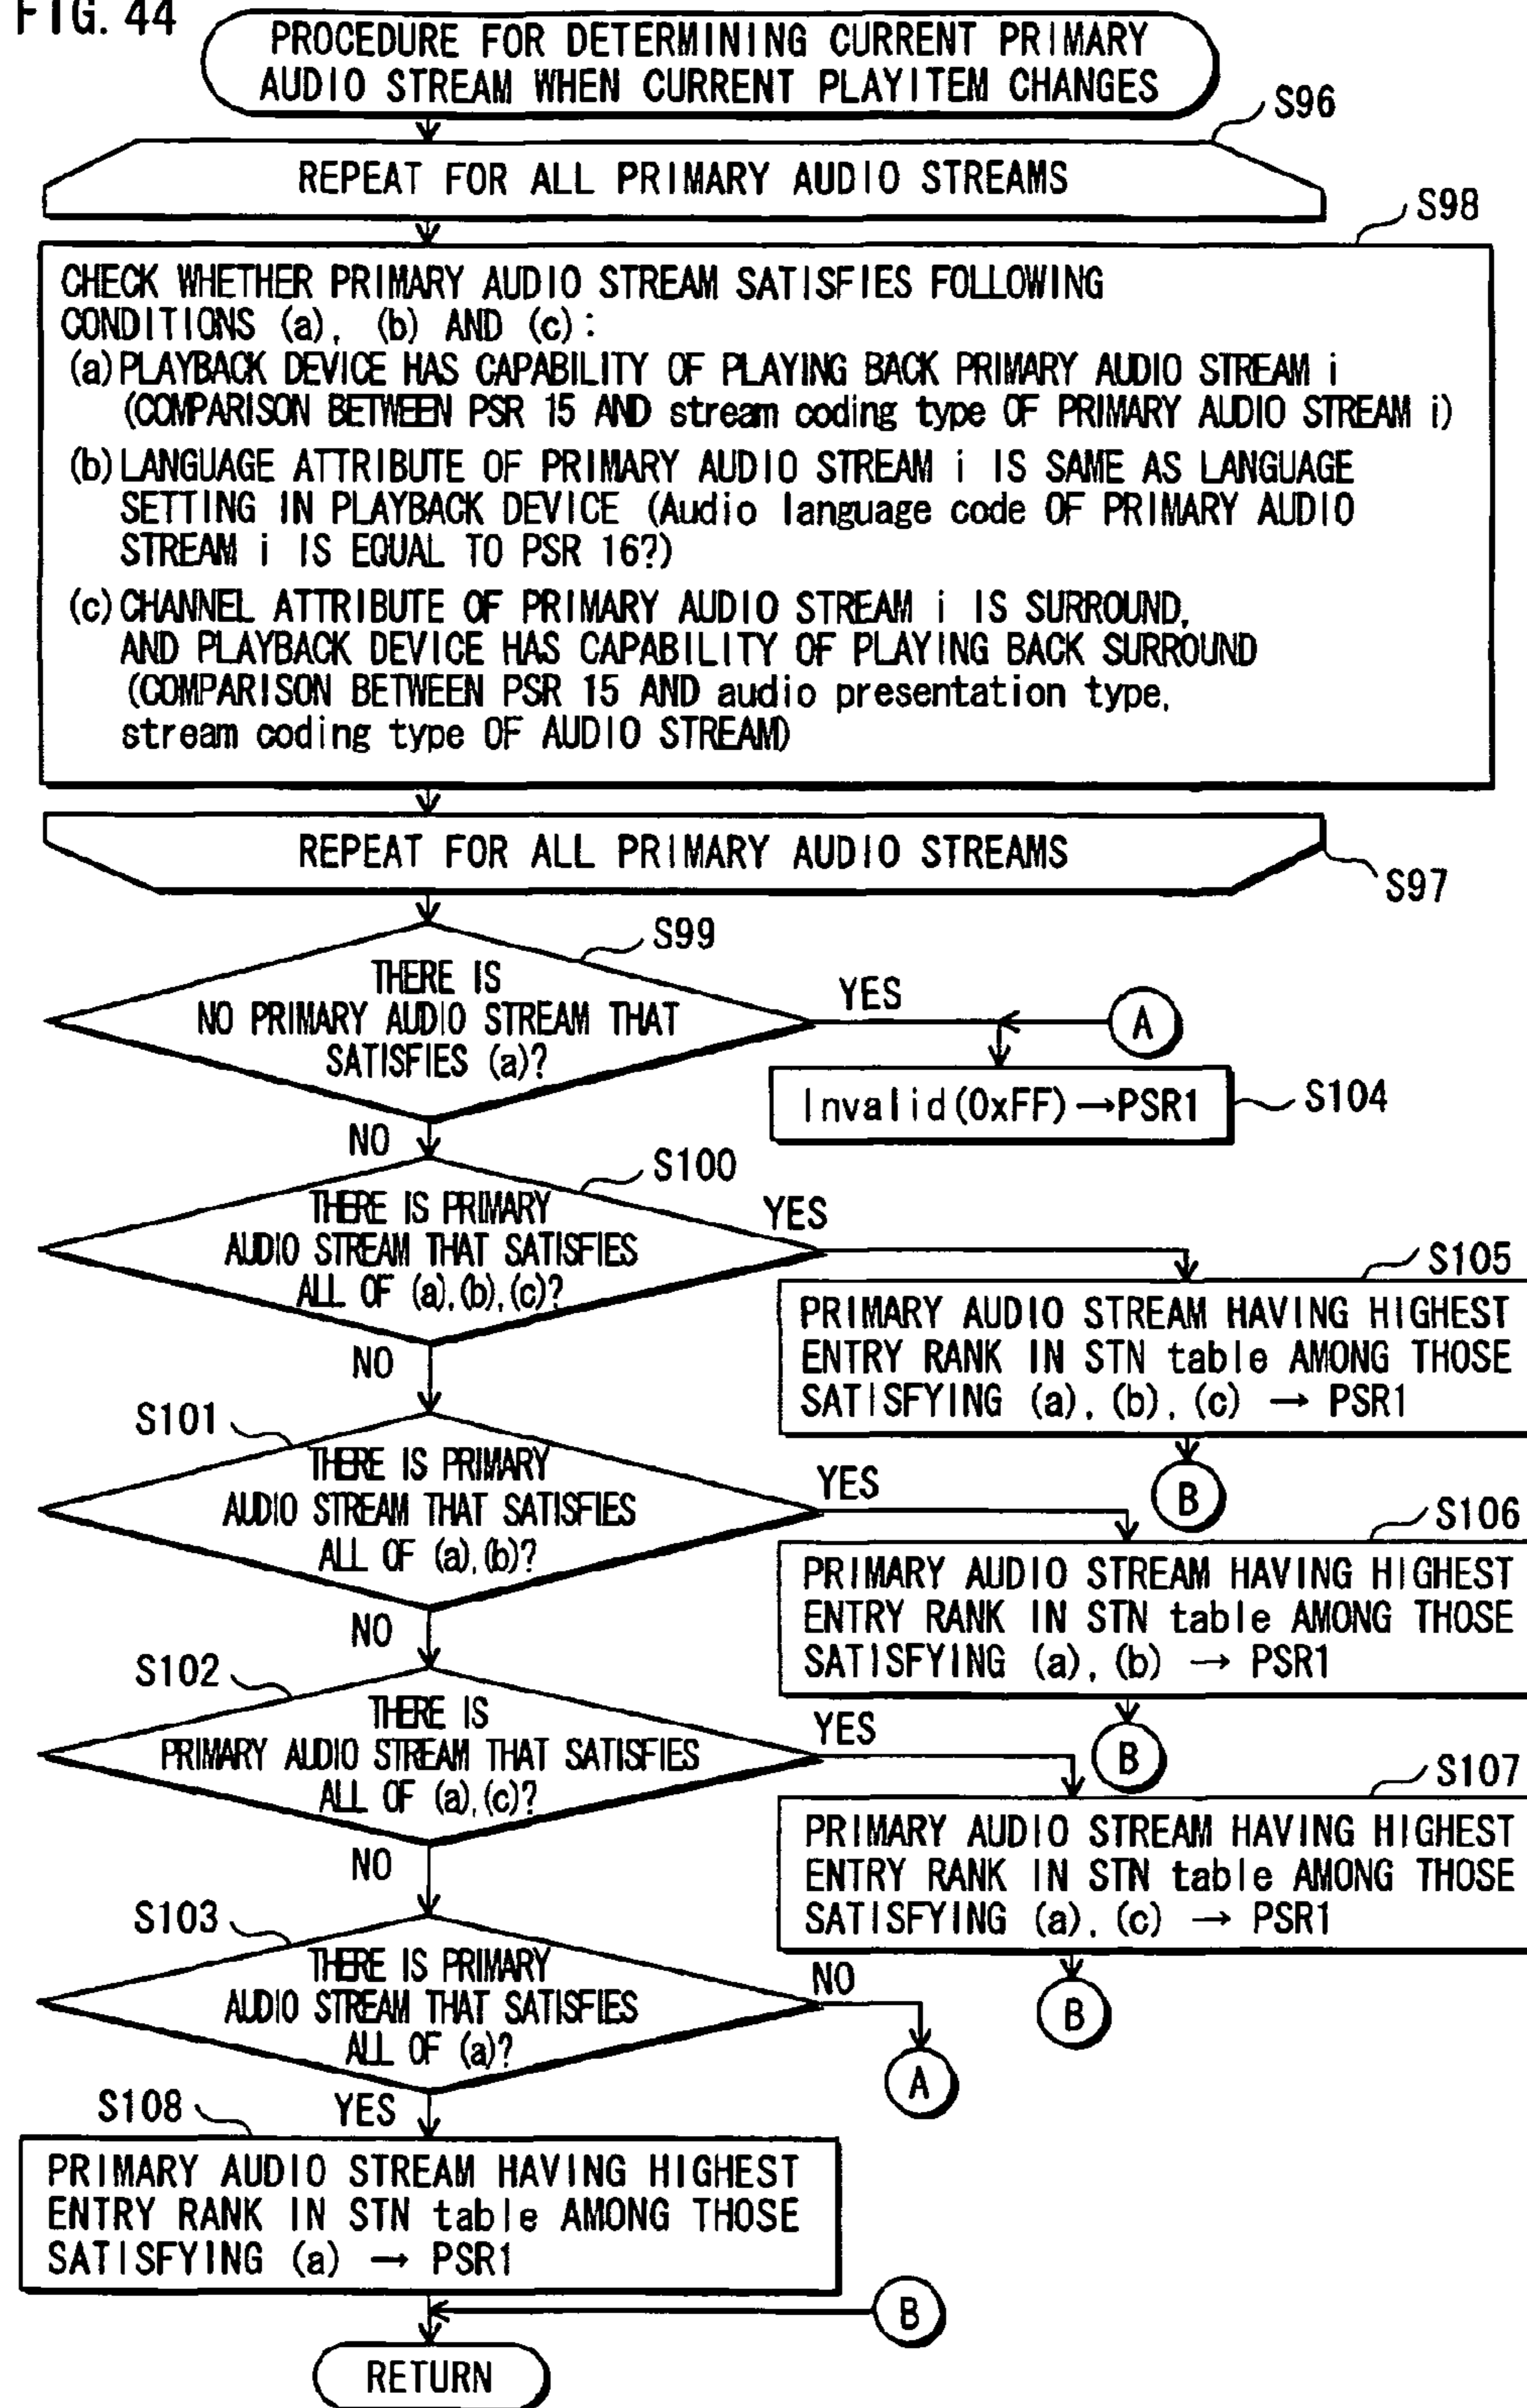 FIG. 44
PROCEDURE FOR DETERMINING CURRENT PRIMARY
AUDIO STREAM WHEN CURRENT PLAYITEM CHANGES
S96
REPEAT FOR ALL PRIMARY AUDIO STREAMS
S98
CHECK WHETHER PRIMARY AUDIO STREAM SATISFIES FOLLOWING
CONDITIONS (a), (b) AND (c):
(a) PLAYBACK DEVICE HAS CAPABILITY OF PLAYING BACK PRIMARY AUDIO STREAM i
(COMPARISON BETWEEN PSR 15 AND stream coding type OF PRIMARY AUDIO STREAM i)
(b) LANGUAGE ATTRIBUTE OF PRIMARY AUDIO STREAM i IS SAME AS LANGUAGE
SETTING IN PLAYBACK DEVICE (Audio language code OF PRIMARY AUDIO
STREAM i IS EQUAL TO PSR 16?)
(c) CHANNEL ATTRIBUTE OF PRIMARY AUDIO STREAM i IS SURROUND,
AND PLAYBACK DEVICE HAS CAPABILITY OF PLAYING BACK SURROUND
(COMPARISON BETWEEN PSR 15 AND audio presentation type,
stream coding type OF AUDIO STREAM)
REPEAT FOR ALL PRIMARY AUDIO STREAMS
S97
S99
THERE IS
NO PRIMARY AUDIO STREAM THAT
SATISFIES (a)?
YES
A
Invalid(0xFF)→PSR1
S104
NO
S100
THERE IS PRIMARY
AUDIO STREAM THAT SATISFIES
ALL OF (a),(b),(c)?
YES
S105
PRIMARY AUDIO STREAM HAVING HIGHEST
ENTRY RANK IN STN table AMONG THOSE
SATISFYING (a),(b),(c) → PSR1
B
NO
S101
THERE IS PRIMARY
AUDIO STREAM THAT SATISFIES
ALL OF (a),(b)?
YES
S106
PRIMARY AUDIO STREAM HAVING HIGHEST
ENTRY RANK IN STN table AMONG THOSE
SATISFYING (a),(b) → PSR1
B
NO
S102
THERE IS
PRIMARY AUDIO STREAM THAT SATISFIES
ALL OF (a),(c)?
YES
S107
PRIMARY AUDIO STREAM HAVING HIGHEST
ENTRY RANK IN STN table AMONG THOSE
SATISFYING (a),(c) → PSR1
B
NO
S103
THERE IS PRIMARY
AUDIO STREAM THAT SATISFIES
ALL OF (a)?
NO
A
YES
S108
PRIMARY AUDIO STREAM HAVING HIGHEST
ENTRY RANK IN STN table AMONG THOSE
SATISFYING (a) → PSR1
B
RETURN